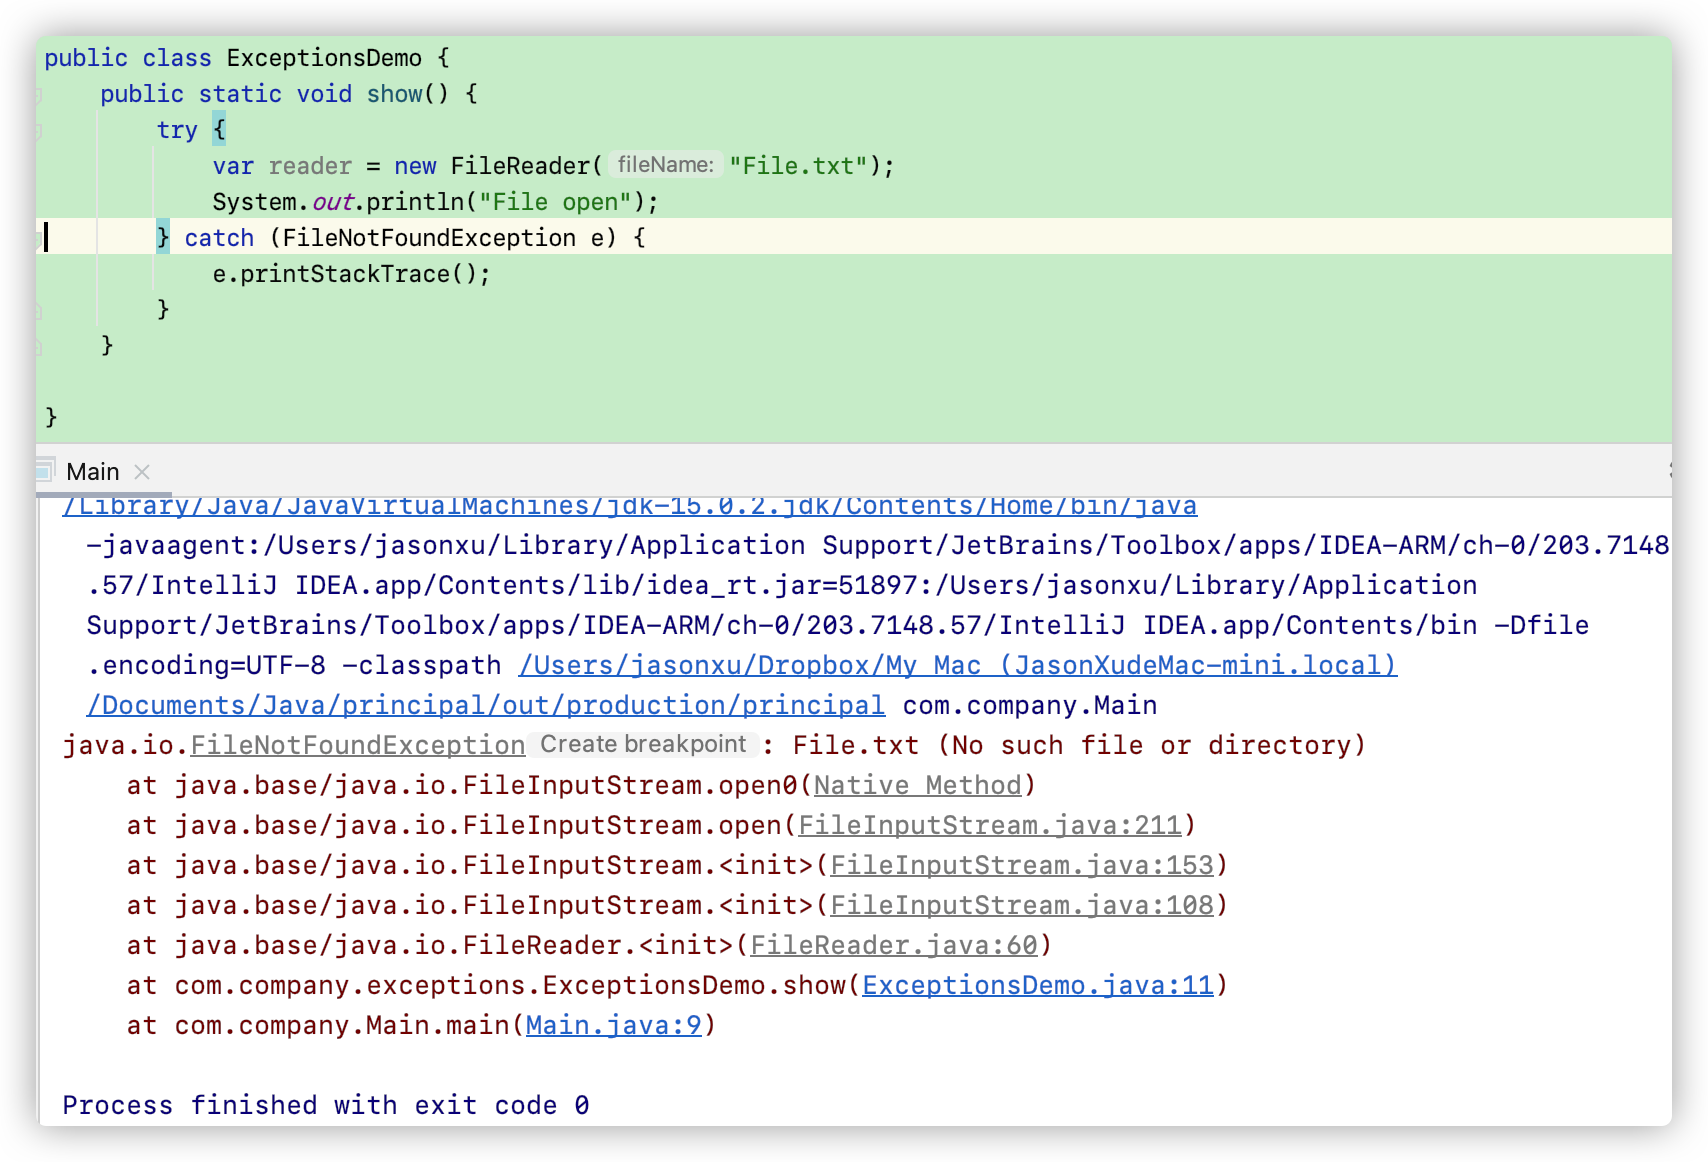 public class ExceptionsDemo {
    public static void show() {
        try {
            var reader = new FileReader( fileName: "File.txt");
            System.out.println("File open");
        } catch (FileNotFoundException e) {
            e.printStackTrace();
        }
    }
}
Main
/Library/Java/JavaVirtualMachines/jdk-15.0.2.jdk/Contents/Home/bin/java
-javaagent:/Users/jasonxu/Library/Application Support/JetBrains/Toolbox/apps/IDEA-ARM/ch-0/203.7148
.57/IntelliJ IDEA.app/Contents/lib/idea_rt.jar=51897:/Users/jasonxu/Library/Application
Support/JetBrains/Toolbox/apps/IDEA-ARM/ch-0/203.7148.57/IntelliJ IDEA.app/Contents/bin -Dfile
.encoding=UTF-8 -classpath /Users/jasonxu/Dropbox/My Mac (JasonXudeMac-mini.local)
/Documents/Java/principal/out/production/principal com.company.Main
java.io.FileNotFoundException Create breakpoint : File.txt (No such file or directory)
    at java.base/java.io.FileInputStream.open0(Native Method)
    at java.base/java.io.FileInputStream.open(FileInputStream.java:211)
    at java.base/java.io.FileInputStream.<init>(FileInputStream.java:153)
    at java.base/java.io.FileInputStream.<init>(FileInputStream.java:108)
    at java.base/java.io.FileReader.<init>(FileReader.java:60)
    at com.company.exceptions.ExceptionsDemo.show(ExceptionsDemo.java:11)
    at com.company.Main.main(Main.java:9)
Process finished with exit code 0